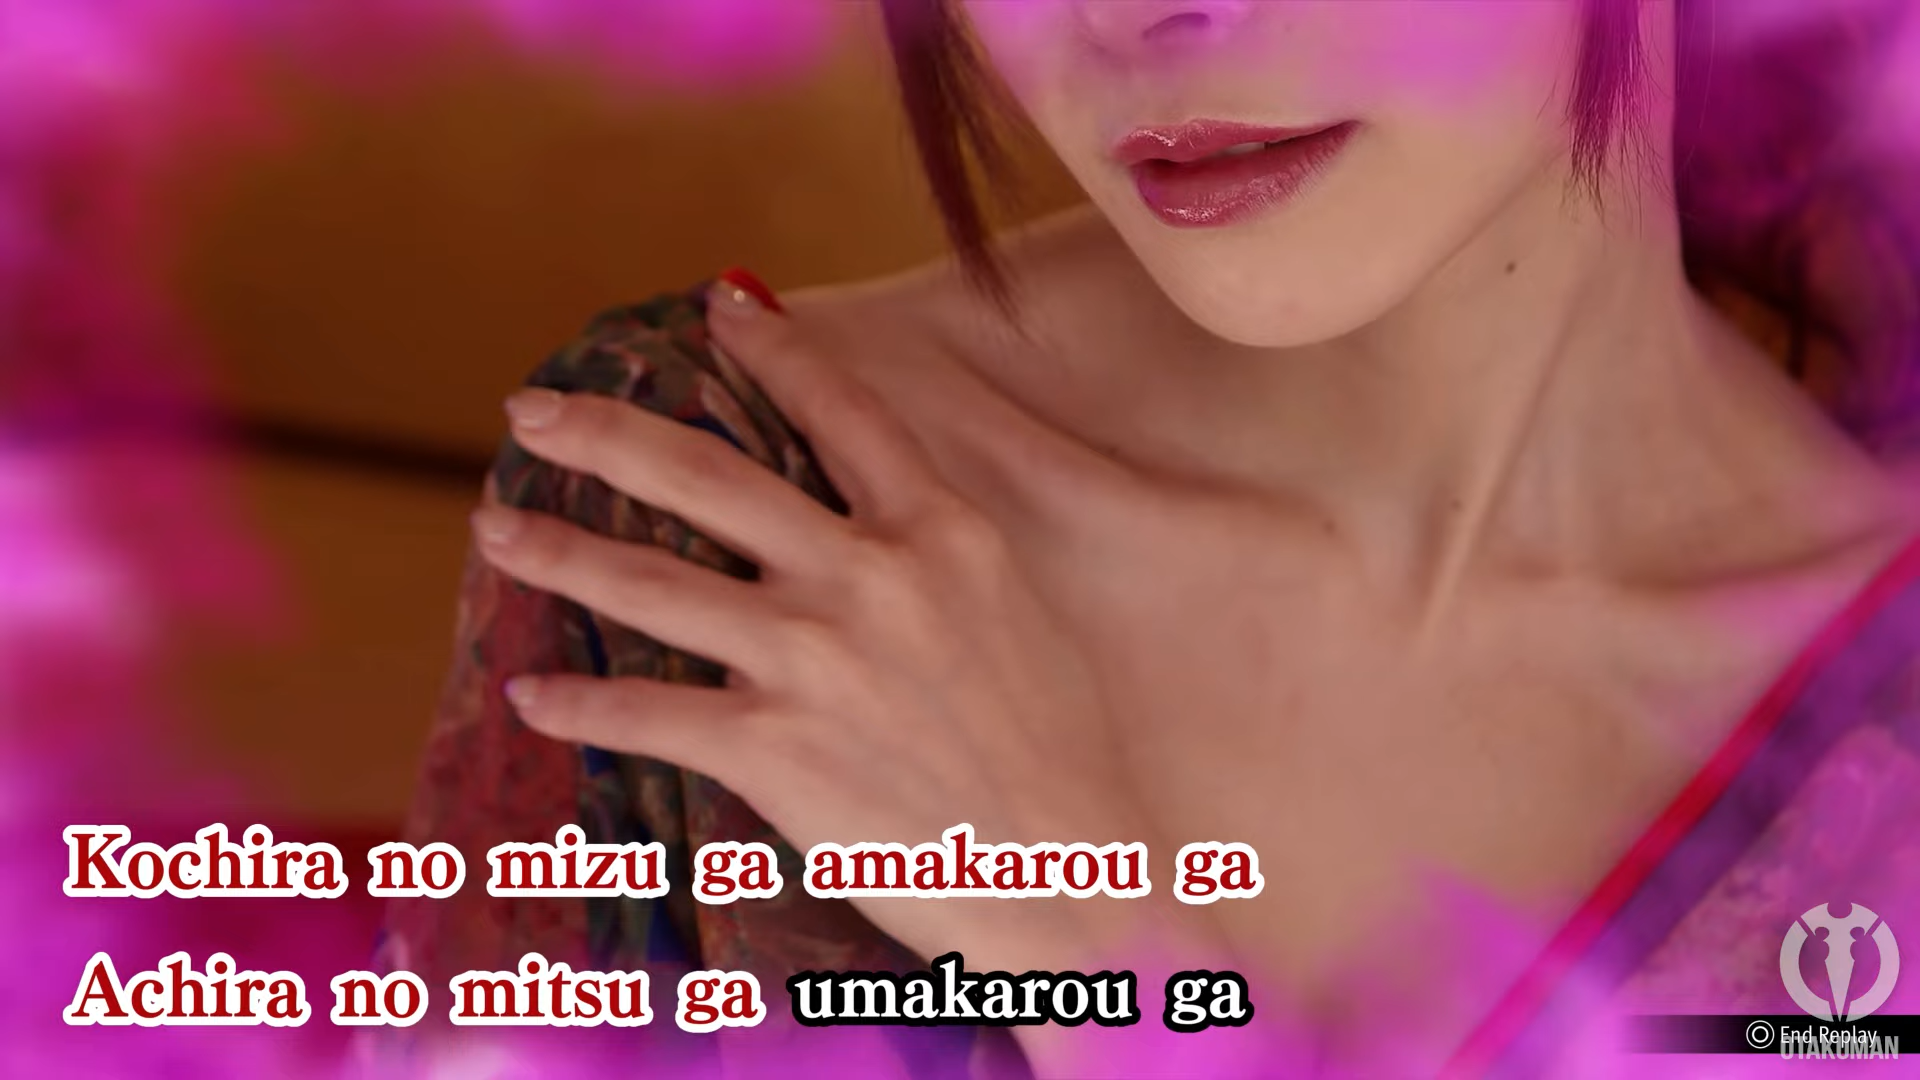 Kochira no mizu ga amakarou ga
Achira no mitsu ga umakarou ga
End Replay
OTAKUMAN